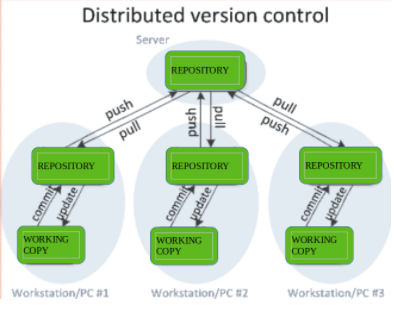 Distributed version control
Server
REPOSITORY
push
pull
push
pull
pull
push
REPOSITORY
REPOSITORY
REPOSITORY
commit
update
commit
update
commit
update
WORKING
COPY
WORKING
COPY
WORKING
COPY
Workstation/PC #1
Workstation/PC #2
Workstation/PC #3